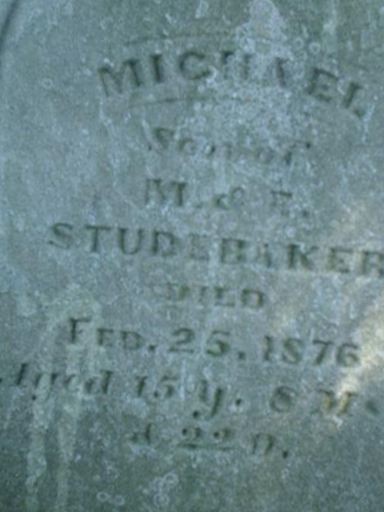 MICHAEL
Son of
M. & E.
STUDEBAKER
DIED
FEB. 25, 1876
Aged 15 Y. 8 M.
& 22 D.